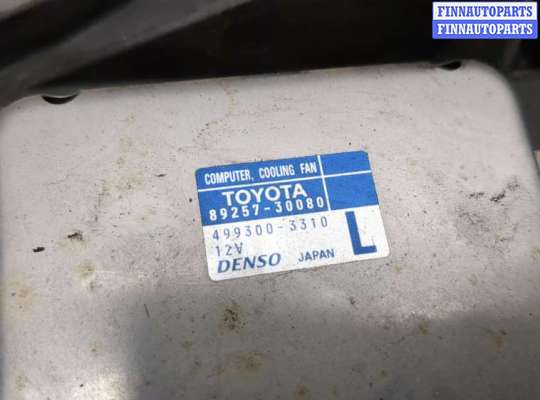 FINNAUTOPARTS
FINNAUTOPARTS
COMPUTER, COOLING FAN
TOYOTA
89257-30080
499300-3310
12V
L
DENSO JAPAN